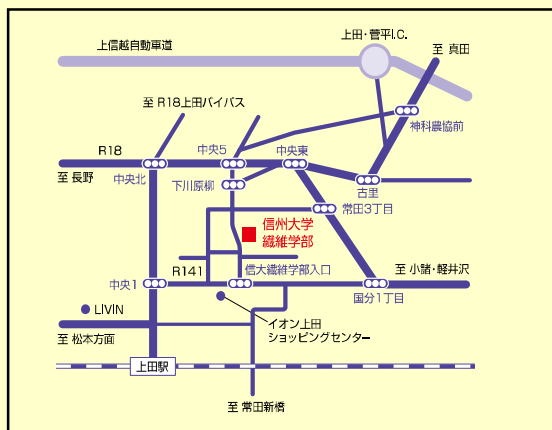 上信越自動車道
上田・菅平I.C.
至 真田
至 R18上田バイパス
神科農協前
R18
中央5
中央東
至 長野
中央北
下川原柳
古里
常田3丁目
信州大学
繊維学部
R141
信大繊維学部入口
至 小諸・軽井沢
中央1
国分1丁目
LIVIN
イオン上田
ショッピングセンター
至 松本方面
上田駅
至 常田新橋